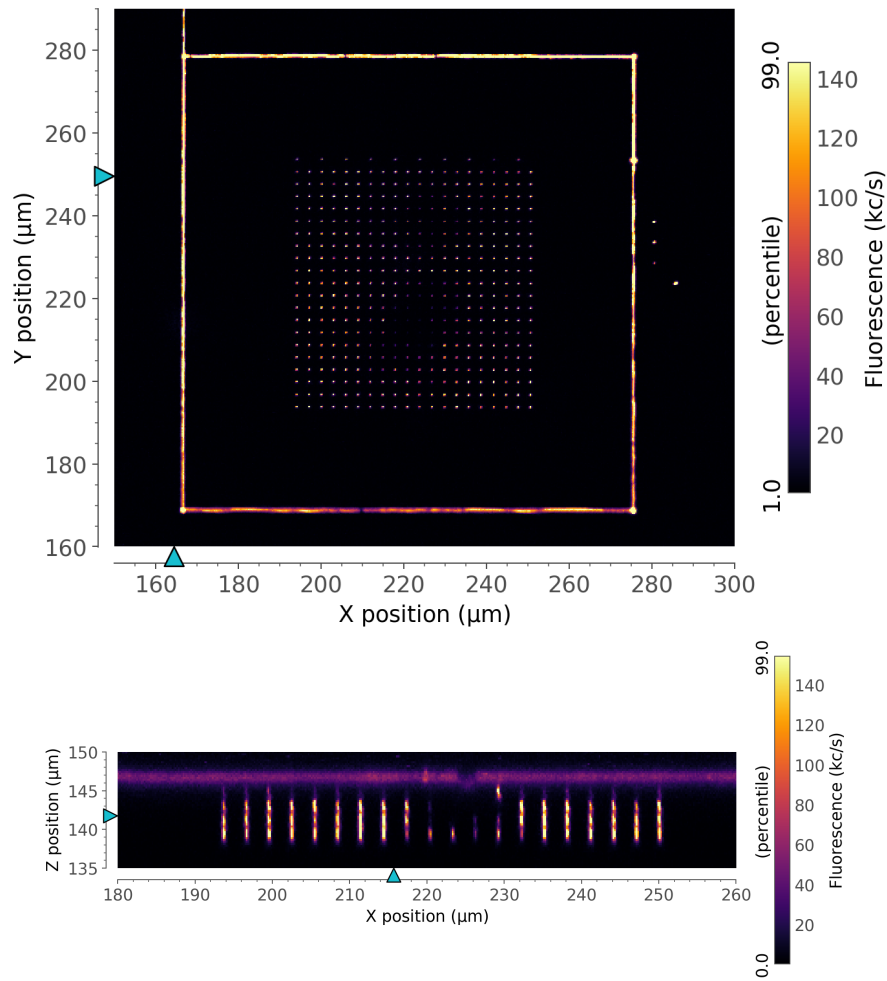 280
260
240
220
200
180
160
Y position (µm)
160 180 200 220 240 260 280 300
X position (µm)
99.0
1.0
(percentile)
140
120
100
80
60
40
20
Fluorescence (kc/s)
150
145
140
135
Z position (µm)
180 190 200 210 220 230 240 250 260
X position (µm)
99.0
0.0
(percentile)
140
120
100
80
60
40
20
Fluorescence (kc/s)